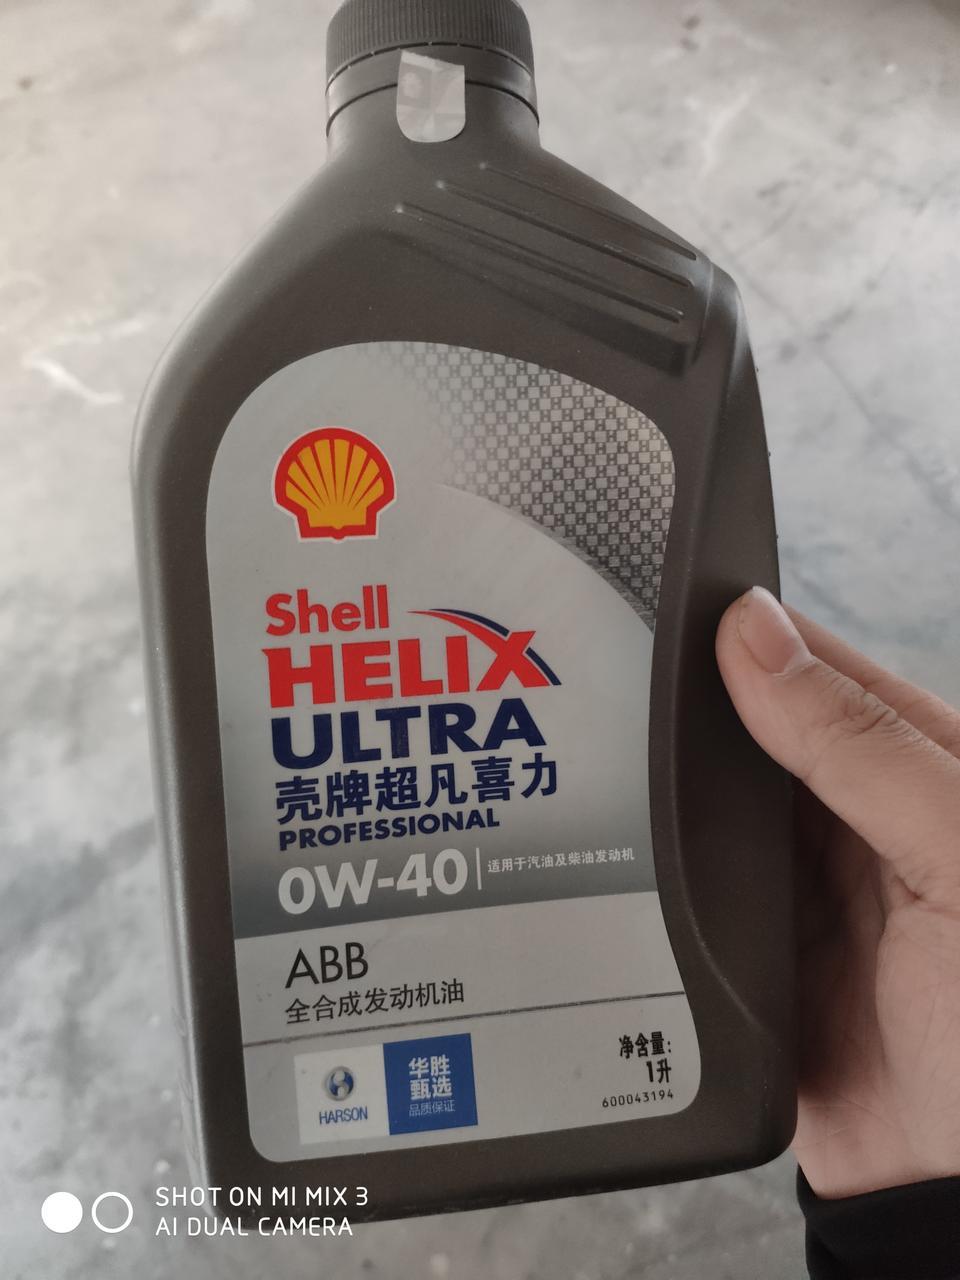 Shell
HELIX
ULTRA
壳牌超凡喜力
PROFESSIONAL
0W-40
适用于汽油及柴油发动机
ABB
全合成发动机油
HARSON
华胜
甄选
品质保证
净含量:
1升
600043194
SHOT ON MI MIX 3
AI DUAL CAMERA